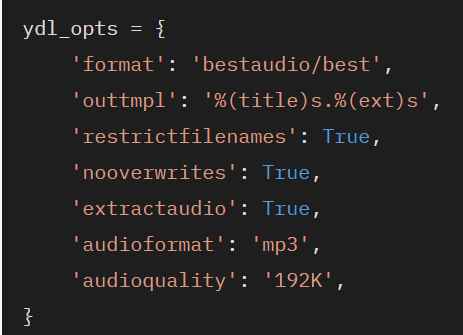 ydl_opts = {
    'format': 'bestaudio/best',
    'outtmpl': '%(title)s.%(ext)s',
    'restrictfilenames': True,
    'nooverwrites': True,
    'extractaudio': True,
    'audioformat': 'mp3',
    'audioquality': '192K',
}